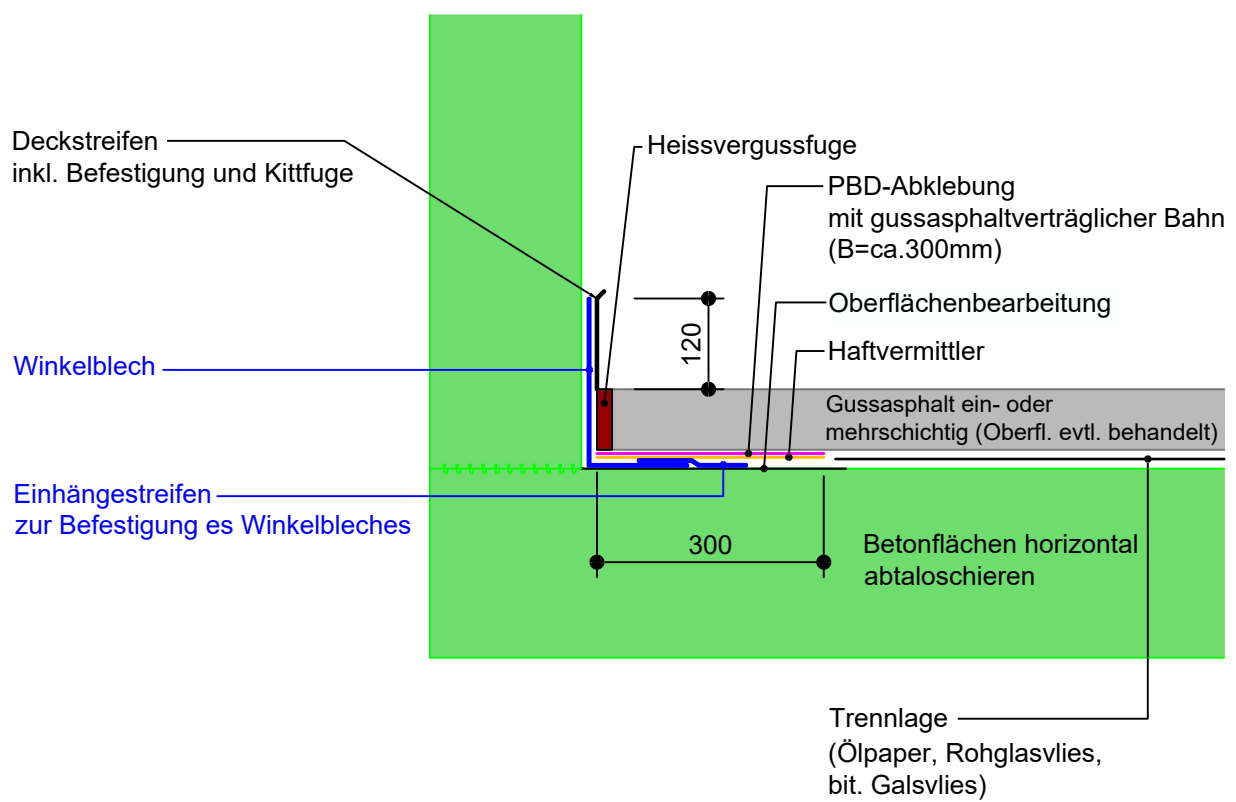 Deckstreifen
inkl. Befestigung und Kittfuge
Heissvergussfuge
PBD-Abklebung
mit gussasphaltverträglicher Bahn
(B=ca.300mm)
Oberflächenbearbeitung
120
Haftvermittler
Winkelblech
Gussasphalt ein- oder
mehrschichtig (Oberfl. evtl. behandelt)
Einhängestreifen
zur Befestigung es Winkelbleches
300
Betonflächen horizontal
abtaloschieren
Trennlage
(Ölpaper, Rohglasvlies,
bit. Galsvlies)